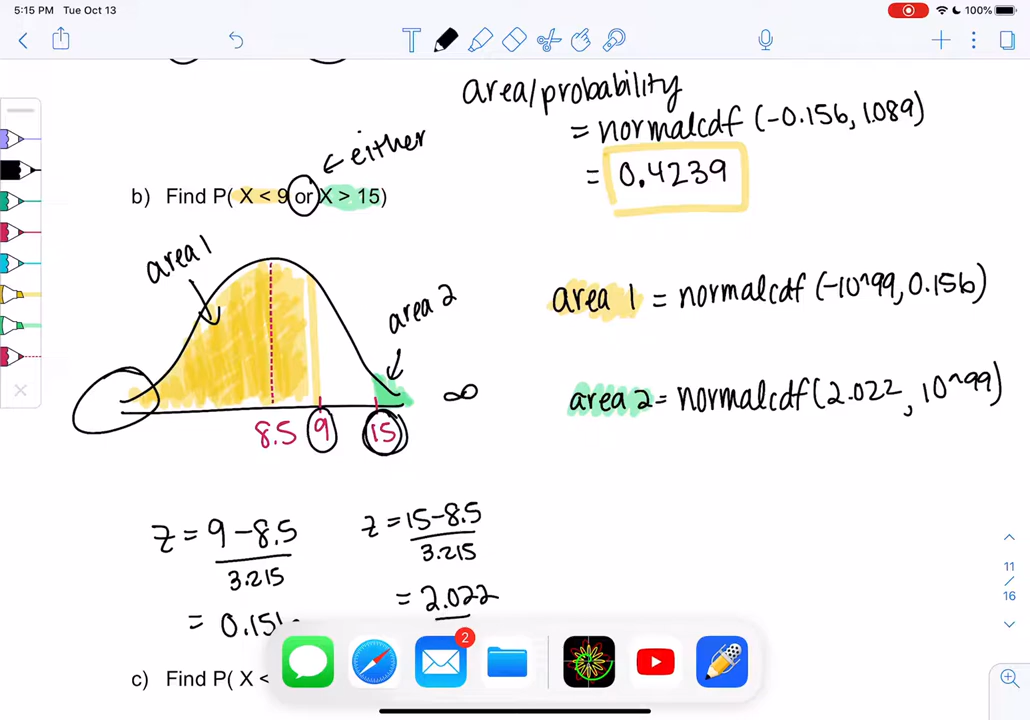 5:15 PM Tue Oct 13
100%
area/probability
= normalcdf (-0.156, 1.089)
= 0.4239
← either
b) Find P( X < 9 or X > 15)
area 1
area 2
∞
8.5 9 15
area 1 = normalcdf (-10^99, 0.156)
area 2 = normalcdf (2.022, 10^99)
z = 9 - 8.5
3.215
= 0.15
z = 15 - 8.5
3.215
= 2.022
c) Find P( X <
2
11
/
16